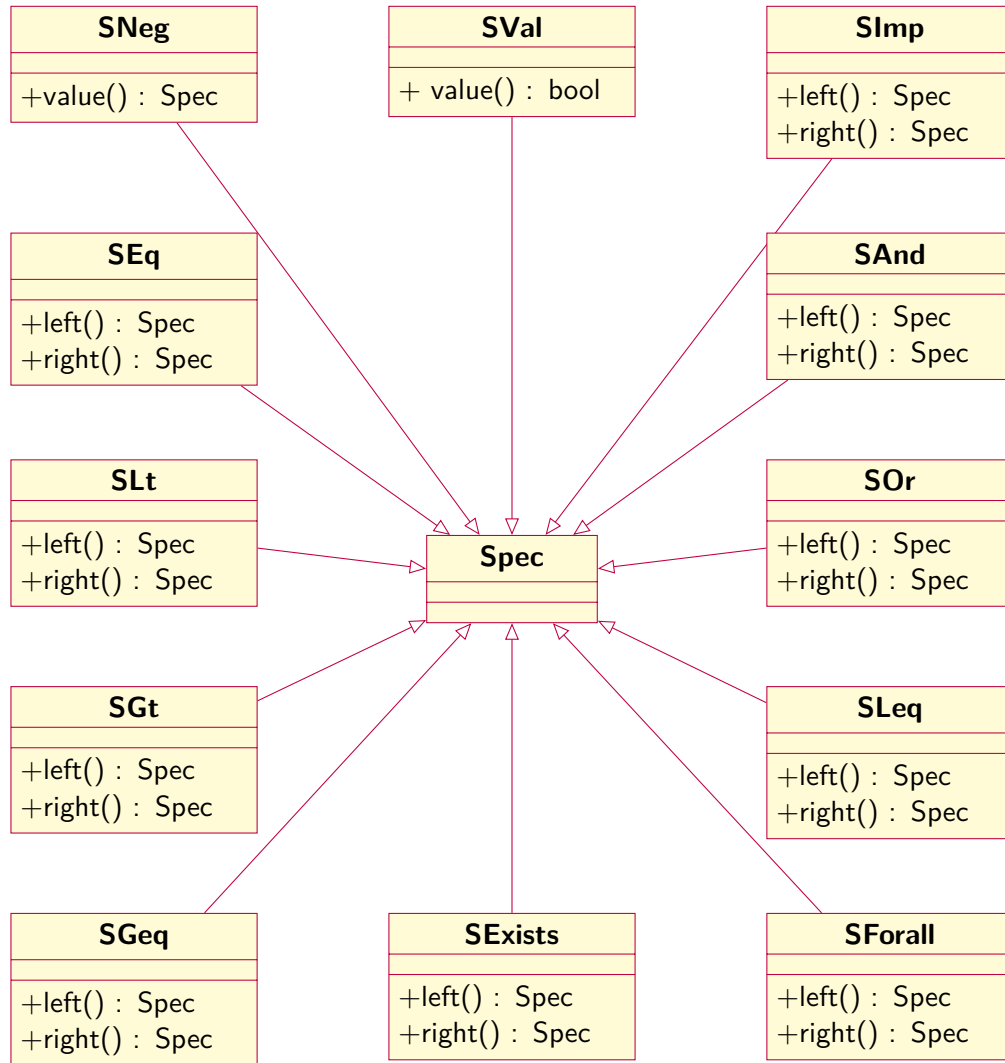 SNeg
+value() : Spec
SVal
+ value() : bool
SImp
+left() : Spec
+right() : Spec
SEq
+left() : Spec
+right() : Spec
SAnd
+left() : Spec
+right() : Spec
SLt
+left() : Spec
+right() : Spec
Spec
SOr
+left() : Spec
+right() : Spec
SGt
+left() : Spec
+right() : Spec
SLeq
+left() : Spec
+right() : Spec
SGeq
+left() : Spec
+right() : Spec
SExists
+left() : Spec
+right() : Spec
SForall
+left() : Spec
+right() : Spec